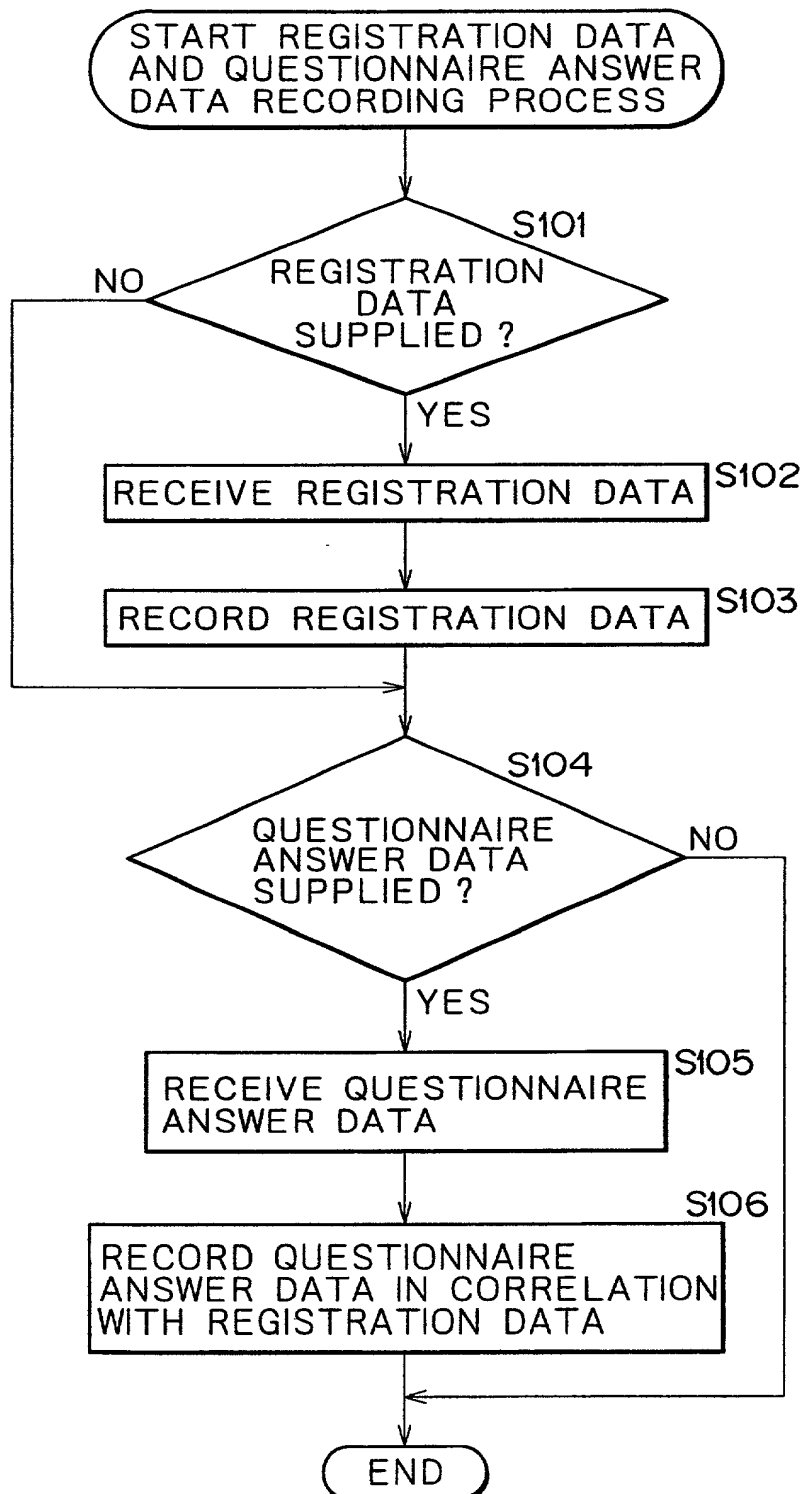 START REGISTRATION DATA
AND QUESTIONNAIRE ANSWER
DATA RECORDING PROCESS
S101
NO
REGISTRATION
DATA
SUPPLIED ?
YES
RECEIVE REGISTRATION DATA
S102
RECORD REGISTRATION DATA
S103
S104
QUESTIONNAIRE
ANSWER DATA
SUPPLIED ?
NO
YES
S105
RECEIVE QUESTIONNAIRE
ANSWER DATA
S106
RECORD QUESTIONNAIRE
ANSWER DATA IN CORRELATION
WITH REGISTRATION DATA
END